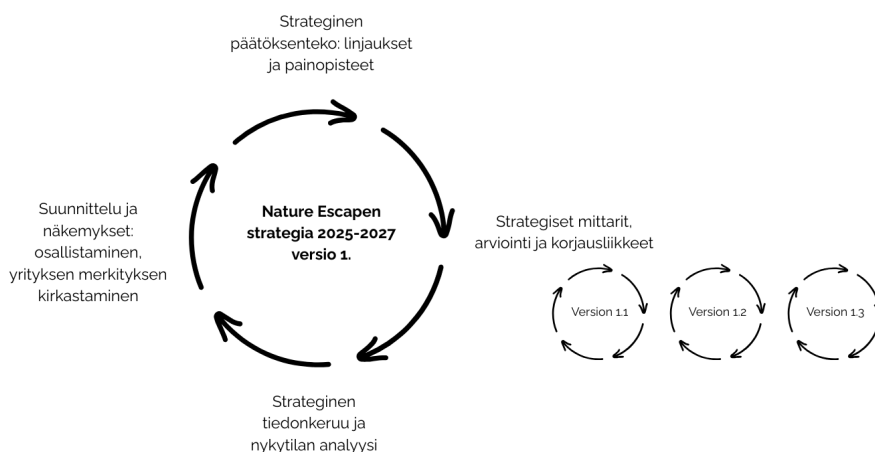 Strateginen
päätöksenteko: linjaukset
ja painopisteet
Suunnittelu ja
näkemykset:
osallistaminen,
yrityksen merkityksen
kirkastaminen
Nature Escapen
strategia 2025-2027
versio 1.
Strategiset mittarit,
arviointi ja korjausliikkeet
Version 1.1
Version 1.2
Version 1.3
Strateginen
tiedonkeruu ja
nykytilan analyysi